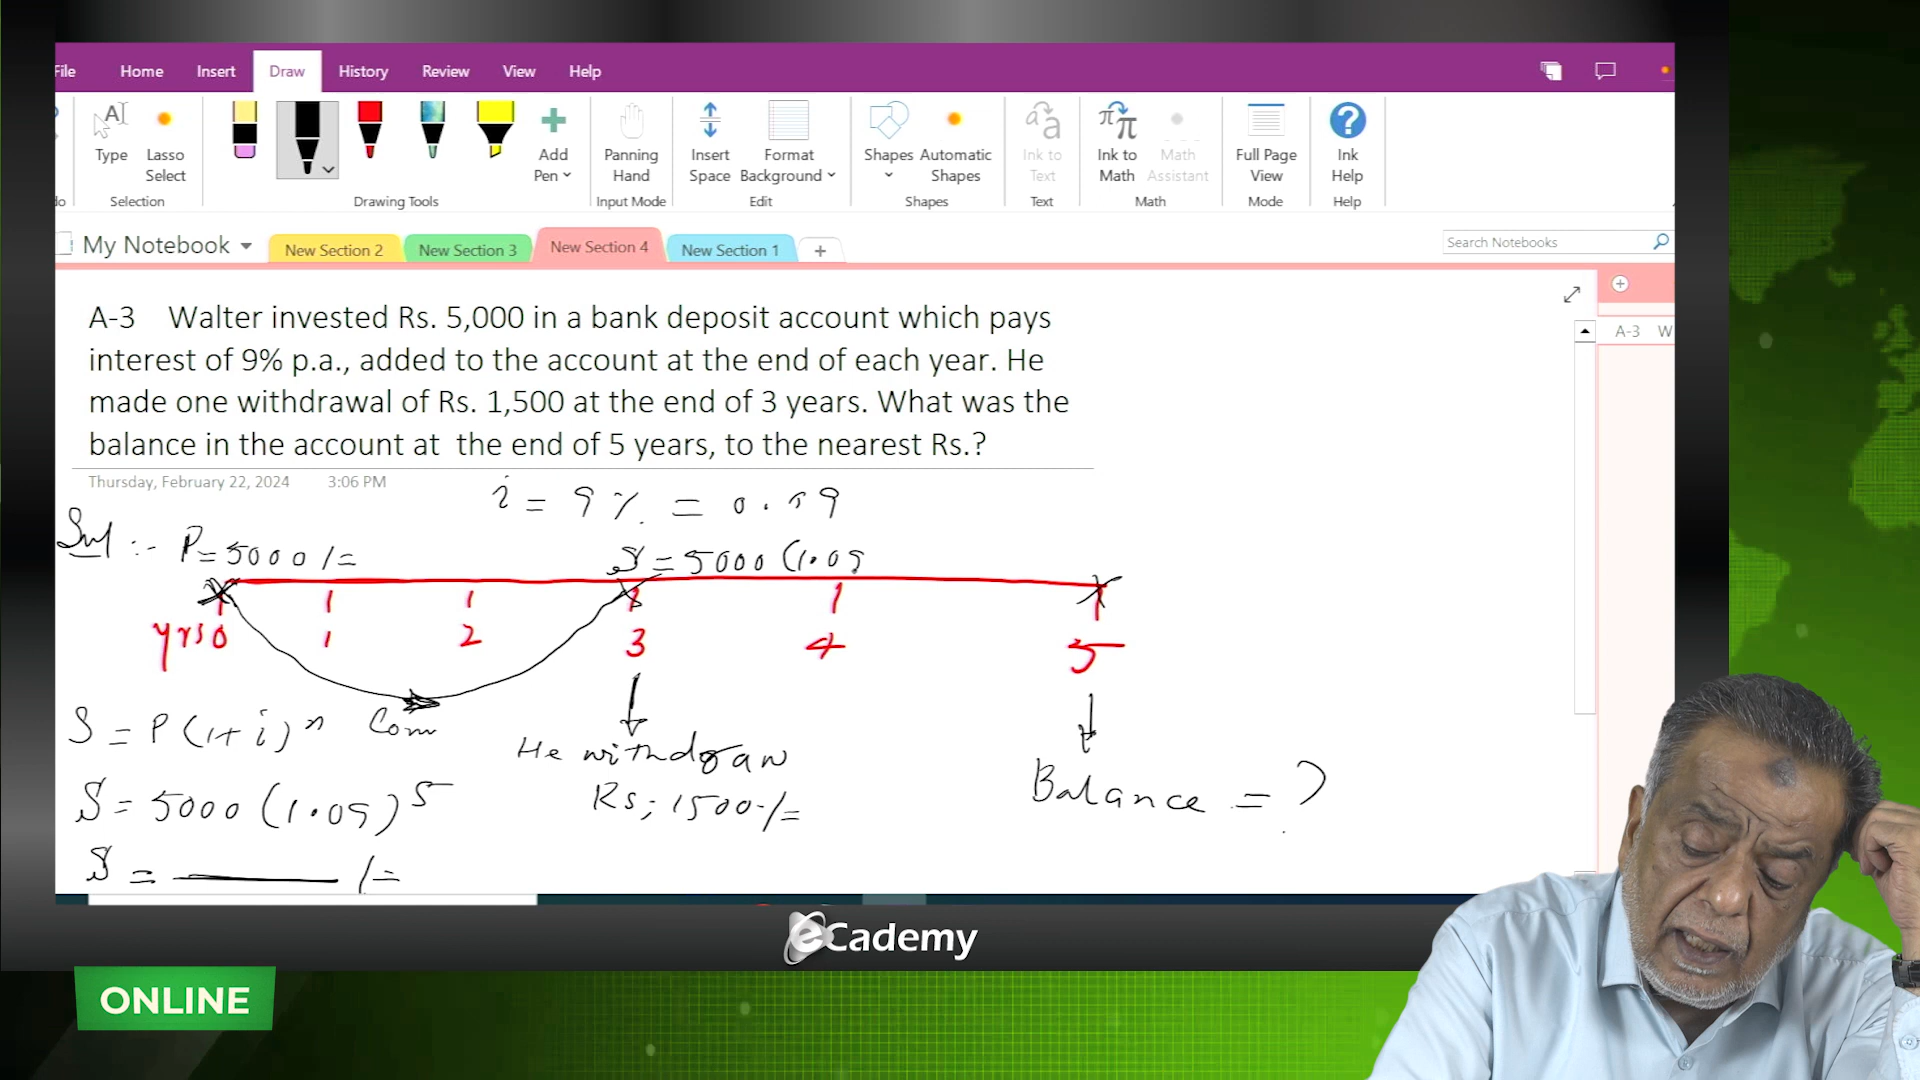 File Home Insert Draw History Review View Help
Type Lasso Select Add Pen Panning Hand Insert Space Format Background Shapes Automatic Shapes Ink to Text Ink to Math Math Assistant Full Page View Ink Help
Selection Drawing Tools Input Mode Edit Shapes Text Math Mode Help
My Notebook New Section 2 New Section 3 New Section 4 New Section 1 + Search Notebooks
A-3 Walter invested Rs. 5,000 in a bank deposit account which pays
interest of 9% p.a., added to the account at the end of each year. He
made one withdrawal of Rs. 1,500 at the end of 3 years. What was the
balance in the account at the end of 5 years, to the nearest Rs.?
A-3 W
Thursday, February 22, 2024 3:06 PM
i = 9 % = 0.09
Sol :- P = 5000/=
S = 5000 (1.09
yrs 0 1 2 3 4 5
S = P (1+i)^n Com
He withdraw
Rs; 1500/=
Balance = ?
S = 5000 (1.09)^5
S = ______ /=
eCademy
ONLINE